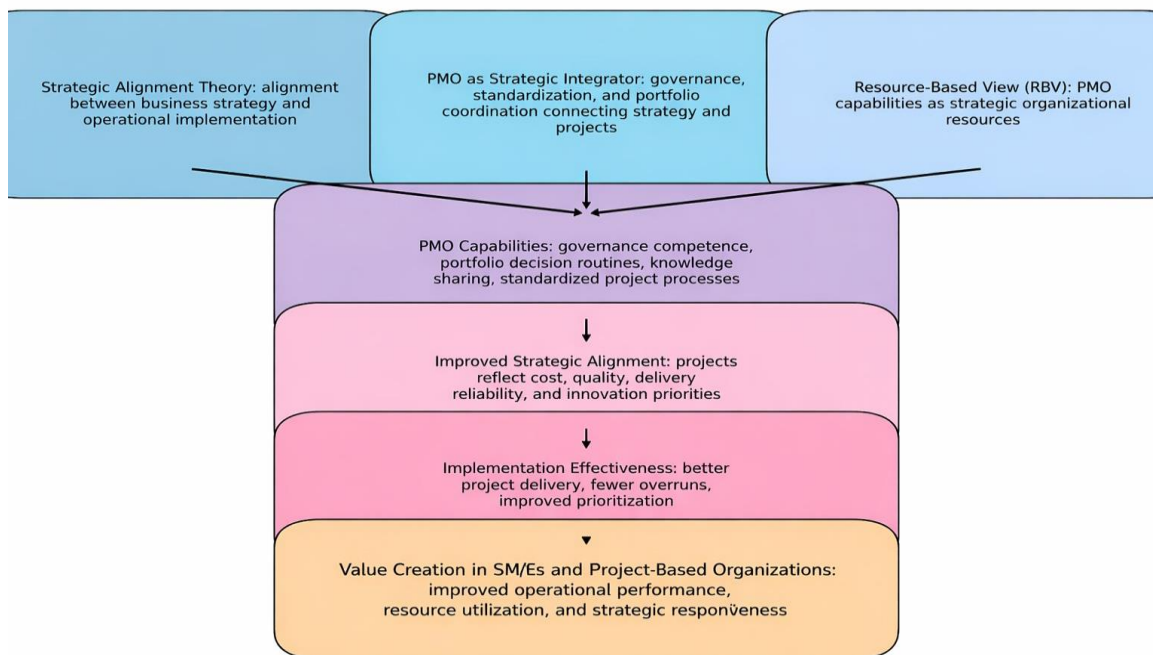 Strategic Alignment Theory: alignment
between business strategy and
operational implementation
PMO as Strategic Integrator: governance,
standardization, and portfolio
coordination connecting strategy and
projects
Resource-Based View (RBV): PMO
capabilities as strategic organizational
resources
PMO Capabilities: governance competence,
portfolio decision routines, knowledge
sharing, standardized project processes
Improved Strategic Alignment: projects
reflect cost, quality, delivery
reliability, and innovation priorities
Implementation Effectiveness: better
project delivery, fewer overruns,
improved prioritization
Value Creation in SM/Es and Project-Based Organizations:
improved operational performance,
resource utilization, and strategic